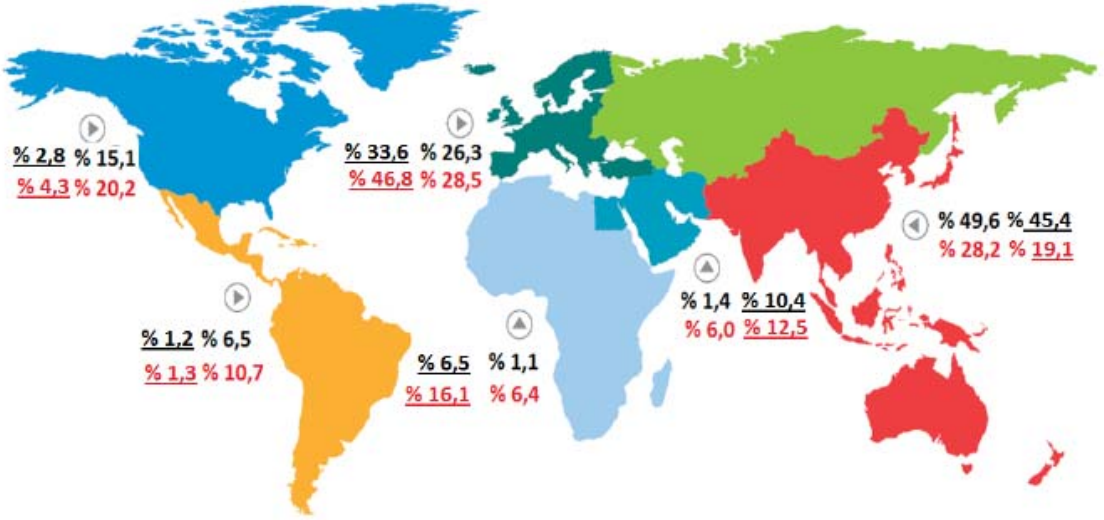 % 2,8 % 15,1
% 4,3 % 20,2
% 33,6 % 26,3
% 46,8 % 28,5
% 49,6 % 45,4
% 28,2 % 19,1
% 1,4 % 10,4
% 6,0 % 12,5
% 1,2 % 6,5
% 1,3 % 10,7
% 6,5 % 1,1
% 16,1 % 6,4